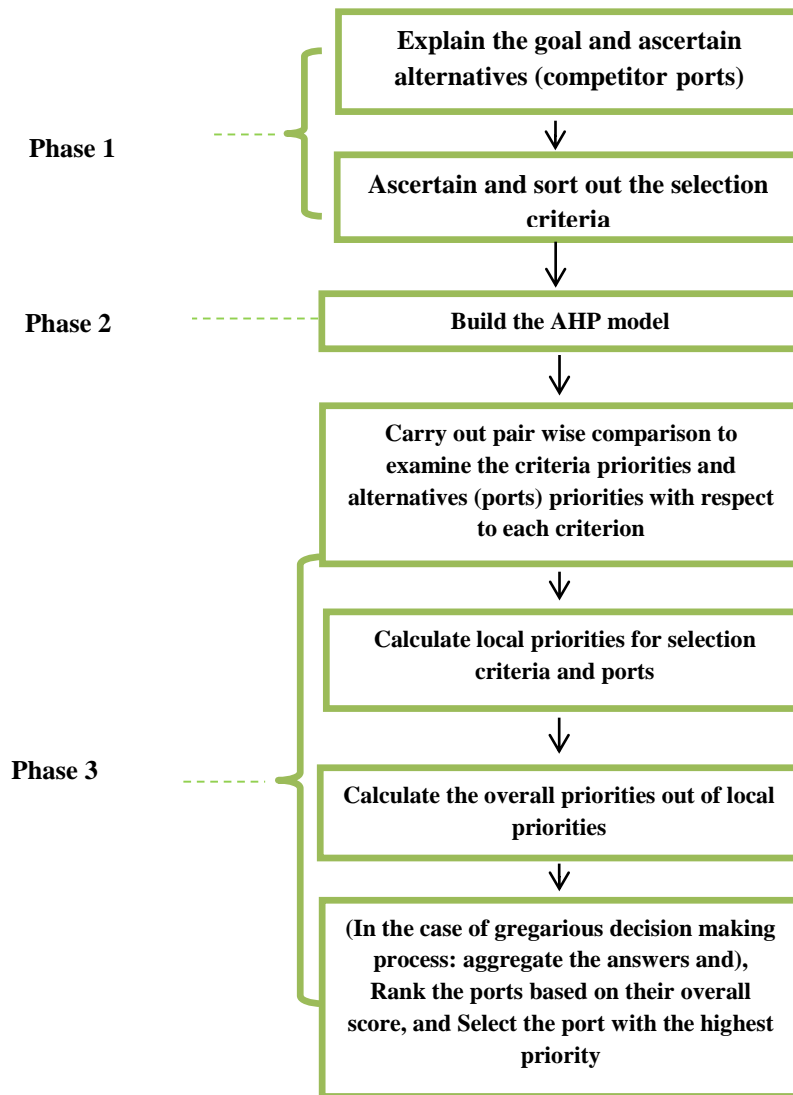 Explain the goal and ascertain
alternatives (competitor ports)
Phase 1
Ascertain and sort out the selection
criteria
Phase 2
Build the AHP model
Carry out pair wise comparison to
examine the criteria priorities and
alternatives (ports) priorities with respect
to each criterion
Calculate local priorities for selection
criteria and ports
Phase 3
Calculate the overall priorities out of local
priorities
(In the case of gregarious decision making
process: aggregate the answers and),
Rank the ports based on their overall
score, and Select the port with the highest
priority